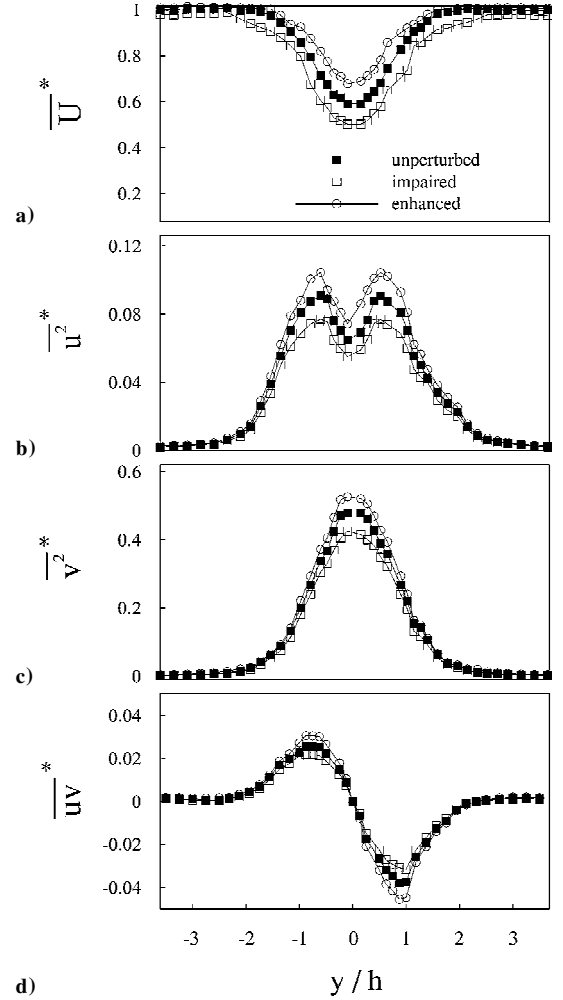 1
0.8
0.6
0.4
0.2
U*
a)
unperturbed
impaired
enhanced
0.12
0.08
0.04
0
u²*
b)
0.6
0.4
0.2
0
v²*
c)
0.04
0.02
0
-0.02
-0.04
uv*
-3 -2 -1 0 1 2 3
y / h
d)